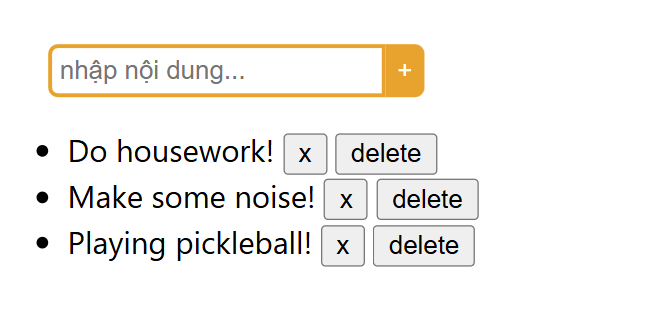 nhập nội dung... +
Do housework! x delete
Make some noise! x delete
Playing pickleball! x delete